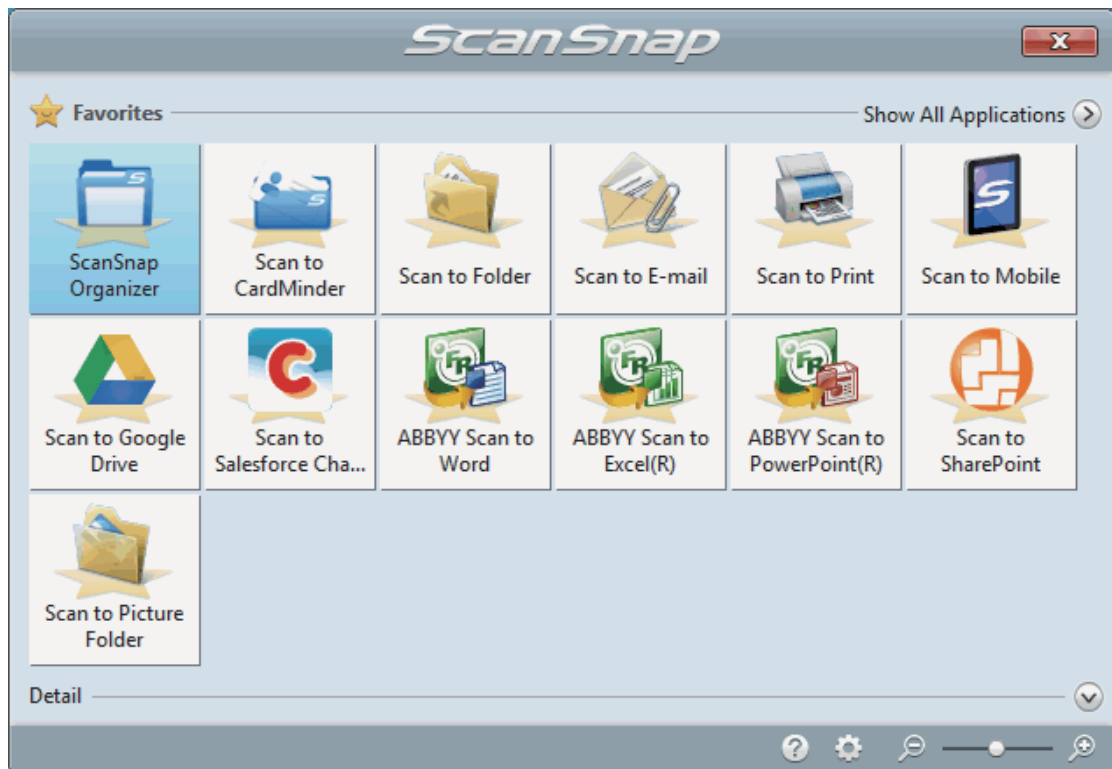 ScanSnap
Favorites
Show All Applications
ScanSnap
Organizer
Scan to
CardMinder
Scan to Folder
Scan to E-mail
Scan to Print
Scan to Mobile
Scan to Google
Drive
Scan to
Salesforce Cha...
ABBYY Scan to
Word
ABBYY Scan to
Excel(R)
ABBYY Scan to
PowerPoint(R)
Scan to
SharePoint
Scan to Picture
Folder
Detail